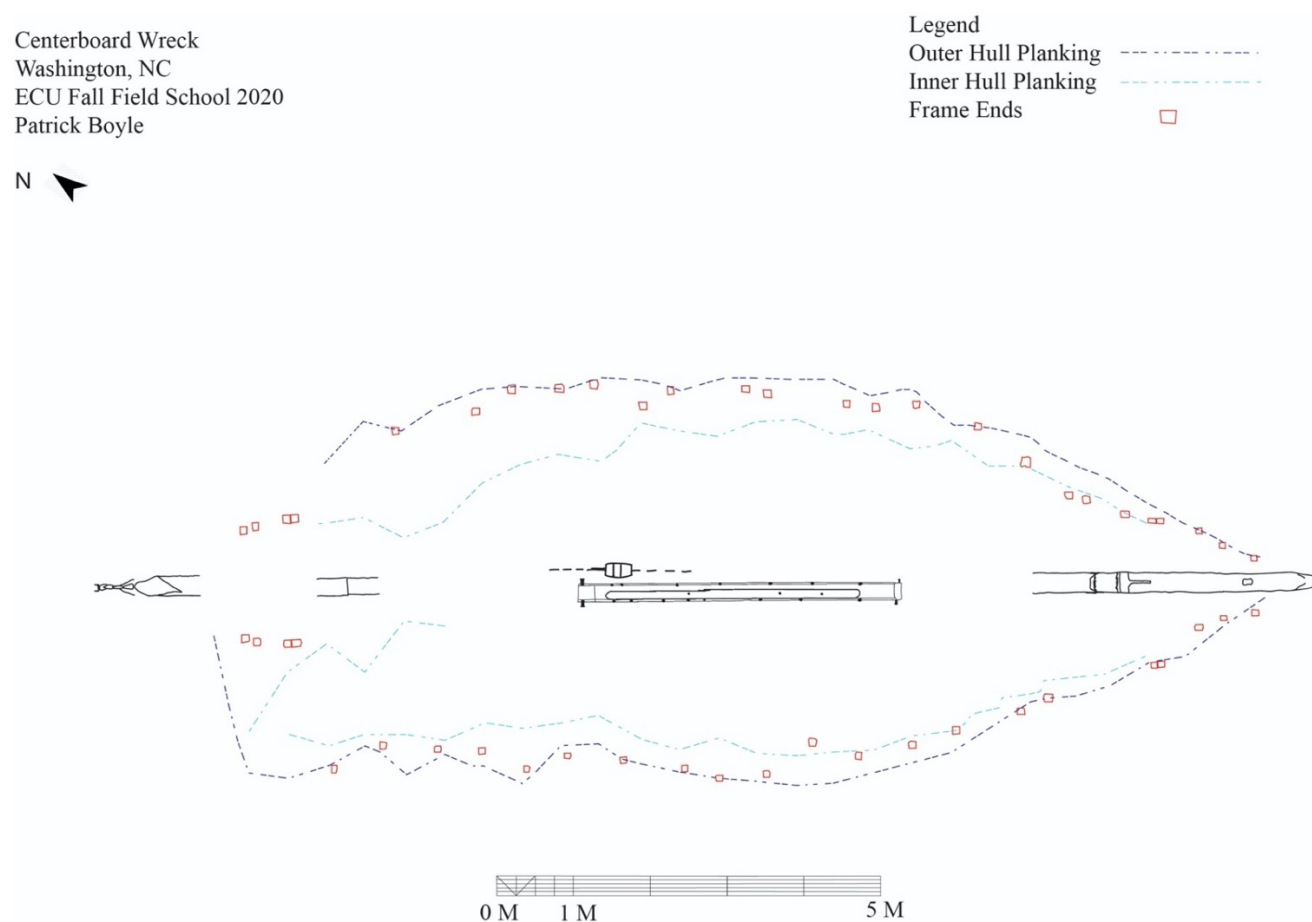 Centerboard Wreck
Washington, NC
ECU Fall Field School 2020
Patrick Boyle
N
Legend
Outer Hull Planking
Inner Hull Planking
Frame Ends
0 M 1 M 5 M